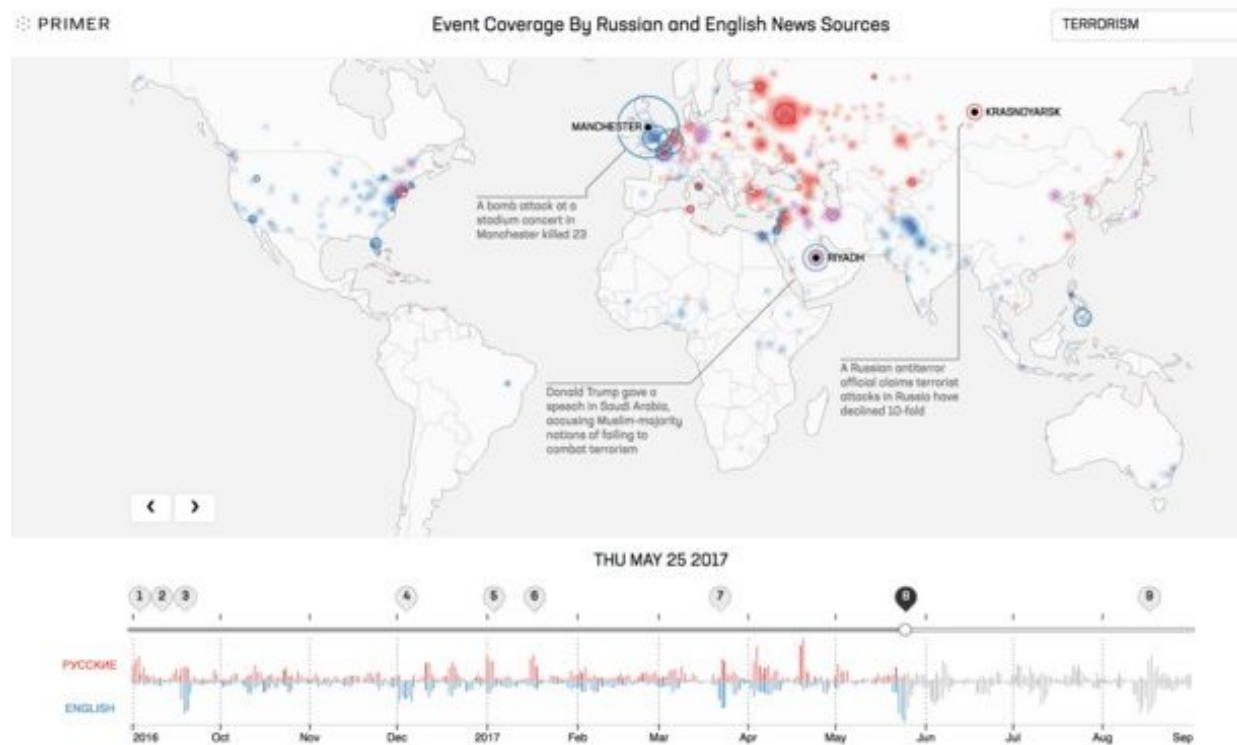 PRIMER
Event Coverage By Russian and English News Sources
TERRORISM
MANCHESTER
KRASNOYARSK
A bomb attack at a
stadium concert in
Manchester killed 23
RIYADH
A Russian antiterror
official claims terrorist
attacks in Russia have
declined 10-fold
Donald Trump gave a
speech in Saudi Arabia,
accusing Muslim-majority
nations of failing to
combat terrorism
THU MAY 25 2017
1 2 3 4 5 6 7 8 9
РУССКИЕ
ENGLISH
2016 Oct Nov Dec 2017 Feb Mar Apr May Jun Jul Aug Sep